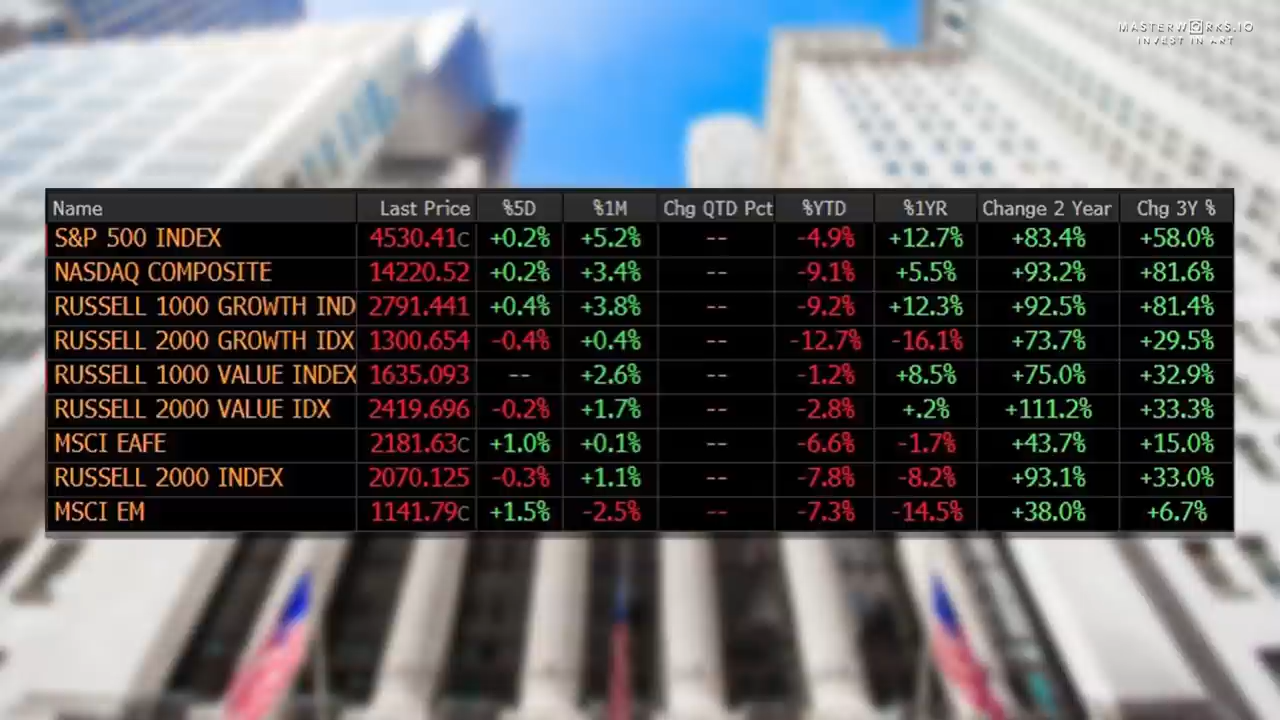 MASTERWORKS.IO
INVEST IN ART
Name Last Price %5D %1M Chg QTD Pct %YTD %1YR Change 2 Year Chg 3Y %
S&P 500 INDEX 4530.41C +0.2% +5.2% -- -4.9% +12.7% +83.4% +58.0%
NASDAQ COMPOSITE 14220.52 +0.2% +3.4% -- -9.1% +5.5% +93.2% +81.6%
RUSSELL 1000 GROWTH IND 2791.441 +0.4% +3.8% -- -9.2% +12.3% +92.5% +81.4%
RUSSELL 2000 GROWTH IDX 1300.654 -0.4% +0.4% -- -12.7% -16.1% +73.7% +29.5%
RUSSELL 1000 VALUE INDEX 1635.093 -- +2.6% -- -1.2% +8.5% +75.0% +32.9%
RUSSELL 2000 VALUE IDX 2419.696 -0.2% +1.7% -- -2.8% +.2% +111.2% +33.3%
MSCI EAFE 2181.63C +1.0% +0.1% -- -6.6% -1.7% +43.7% +15.0%
RUSSELL 2000 INDEX 2070.125 -0.3% +1.1% -- -7.8% -8.2% +93.1% +33.0%
MSCI EM 1141.79C +1.5% -2.5% -- -7.3% -14.5% +38.0% +6.7%